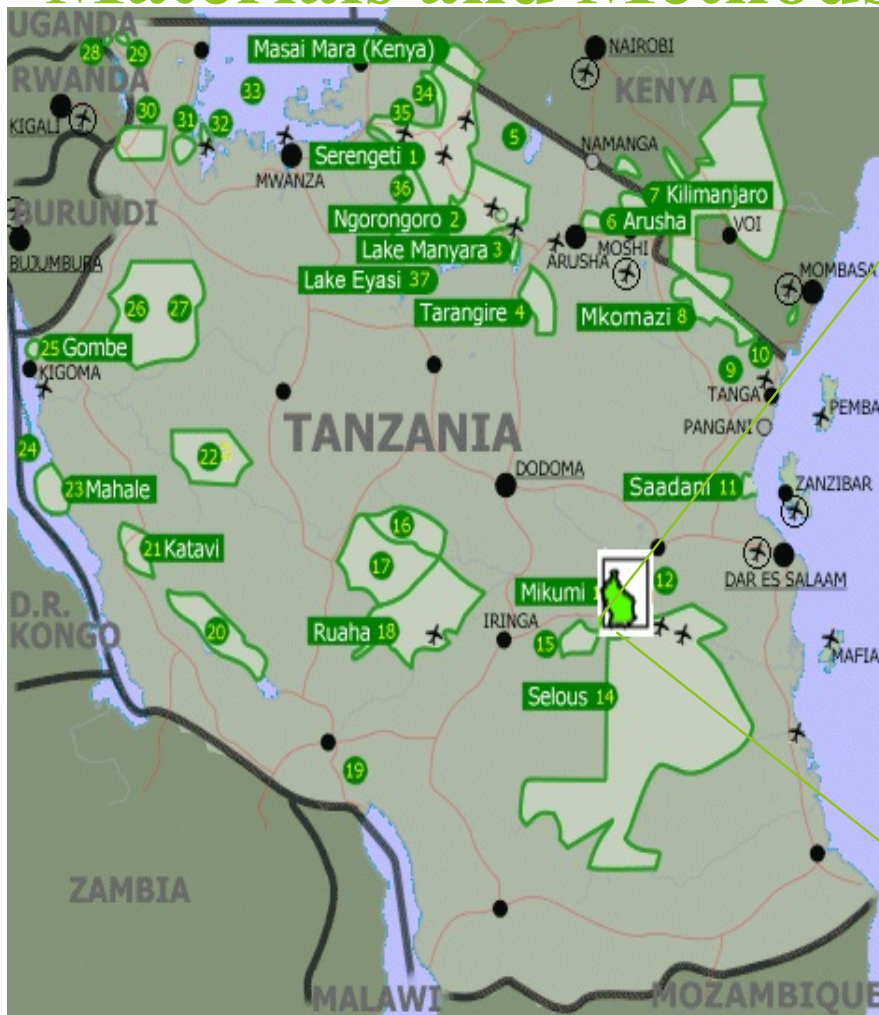 Materials and Methods
UGANDA
28 29
Masai Mara (Kenya)
NAIROBI
RWANDA
33
34
KENYA
30
35
KIGALI
31 32
5
NAMANGA
MWANZA
Serengeti 1
36
7 Kilimanjaro
BURUNDI
Ngorongoro 2
6 Arusha
VOI
Lake Manyara 3
ARUSHA
MOSHI
BUJUMBURA
MOMBASA
Lake Eyasi 37
26 27
Tarangire 4
Mkomazi 8
25 Gombe
10
KIGOMA
9
TANGA
PEMBA
TANZANIA
PANGANI
24
22
DODOMA
23 Mahale
Saadani 11
ZANZIBAR
16
21 Katavi
17
DAR ES SALAAM
12
Mikumi
D.R.
KONGO
20
Ruaha 18
IRINGA
15
MAFIA
Selous 14
19
ZAMBIA
MALAWI
MOZAMBIQUE